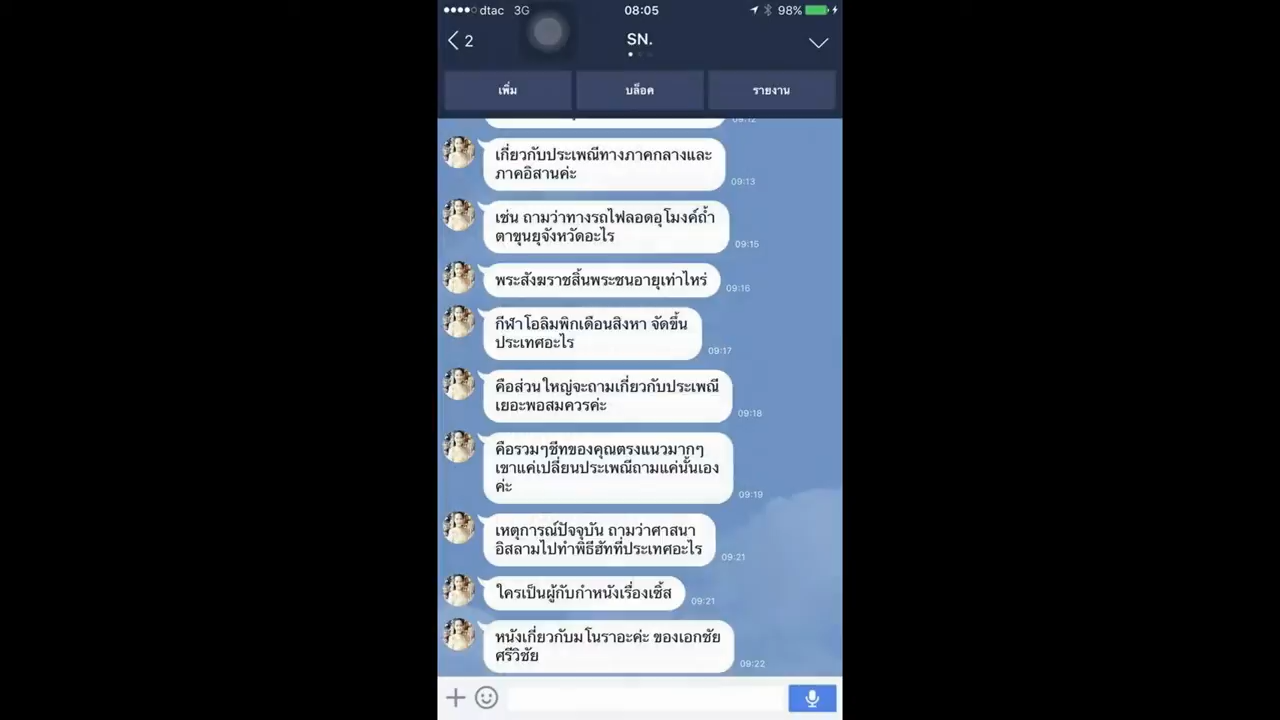 dtac 3G 08:05 98%
2 SN.
เพิ่ม บล็อค รายงาน
09:12
เกี่ยวกับประเพณีทางภาคกลางและ
ภาคอิสานค่ะ
09:13
เช่น ถามว่าทางรถไฟลอดอุโมงค์ถ้ำ
ตาขุนยุจังหวัดอะไร
09:15
พระสังฆราชสิ้นพระชนอายุเท่าไหร่
09:16
กีฬาโอลิมพิกเดือนสิงหา จัดขึ้น
ประเทศอะไร
09:17
คือส่วนใหญ่จะถามเกี่ยวกับประเพณี
เยอะพอสมควรค่ะ
09:18
คือรวมๆชีทของคุณตรงแนวมากๆ
เขาแค่เปลี่ยนประเพณีถามแค่นั้นเอง
ค่ะ
09:19
เหตุการณ์ปัจจุบัน ถามว่าศาสนา
อิสลามไปทำพิธีฮัทที่ประเทศอะไร
09:21
ใครเป็นผู้กับกำหนังเรื่องเซิ้ส
09:21
หนังเกี่ยวกับมโนราอะค่ะ ของเอกชัย
ศรีวิชัย
09:22